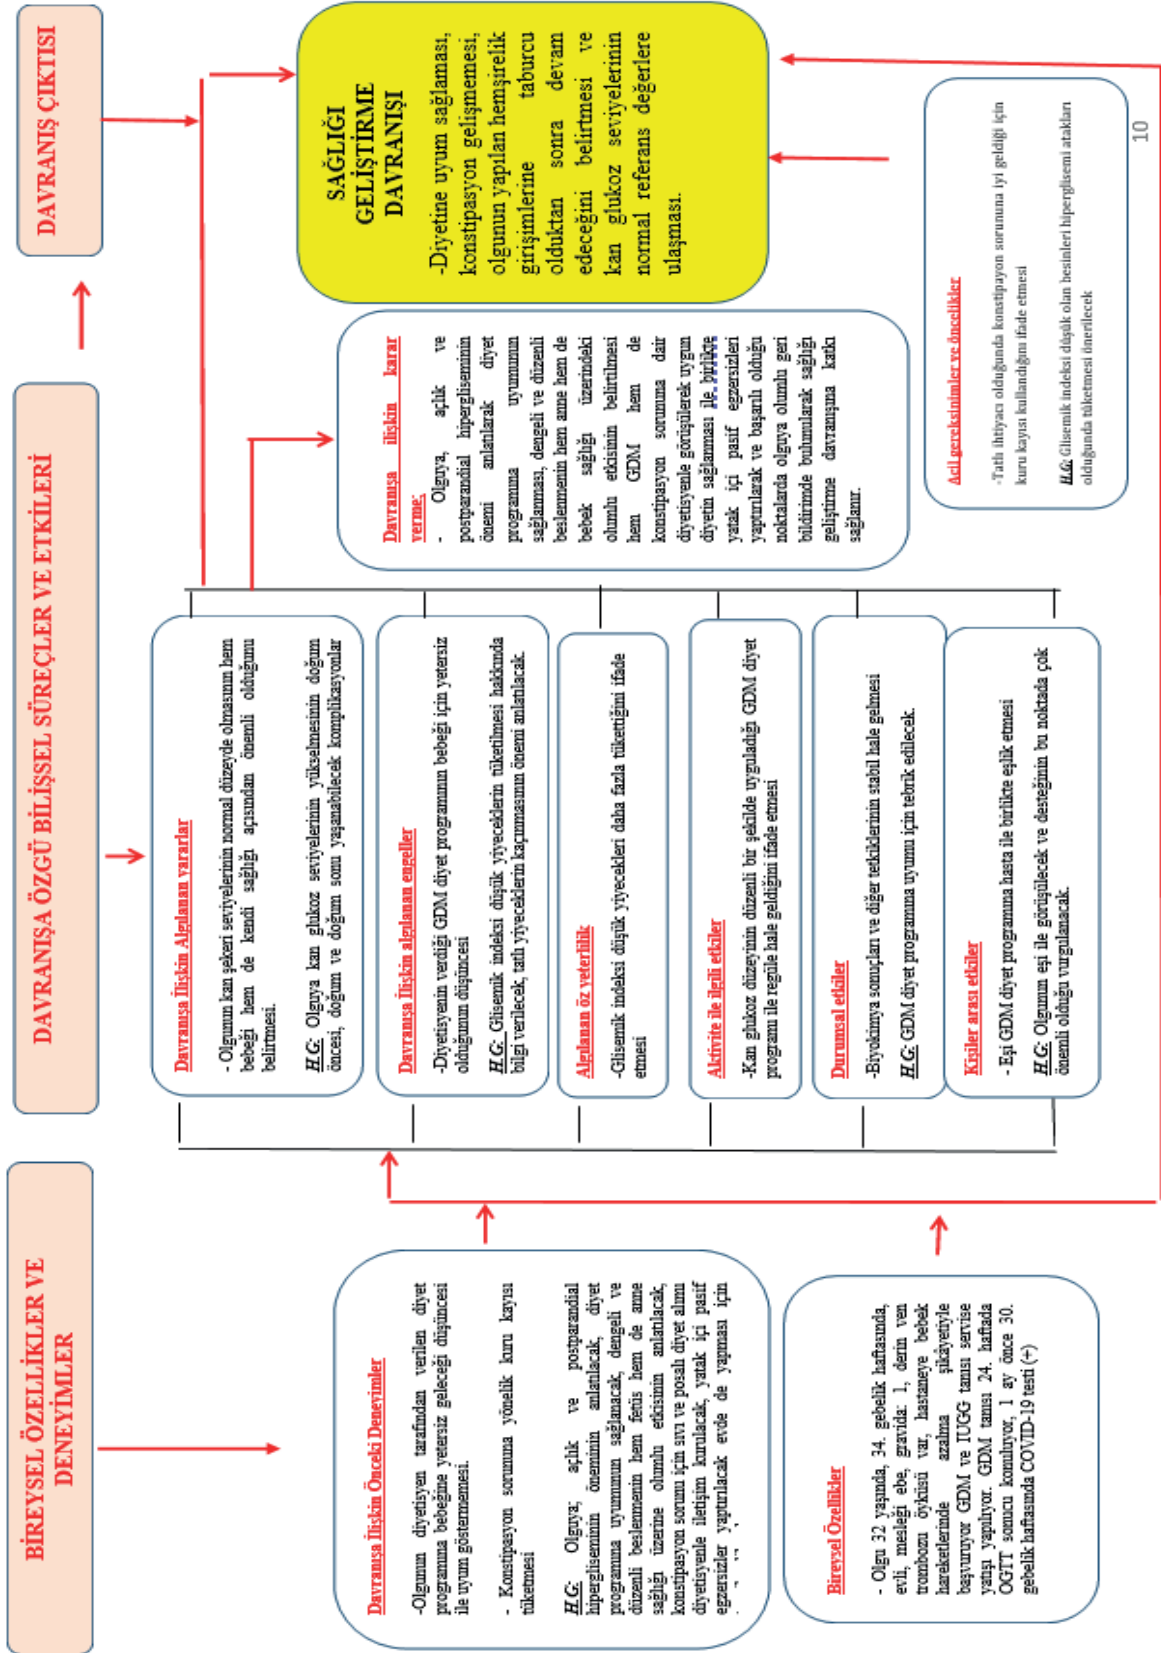 BİREYSEL ÖZELLİKLER VE
DENEYİMLER
Davranışa İlişkin Önceki Deneyimler
-Olgunun diyetisyen tarafından verilen diyet
programına bebeğine yetersiz geleceği düşüncesi
ile uyum göstermemesi.
- Konstipasyon sorununa yönelik kuru kayısı
tüketmesi
H.G: Olguya; açlık ve postparandial
hipergliseminin öneminin anlatılacak, diyet
programına uyumunun sağlanacak, dengeli ve
düzenli beslenmenin hem fetüs hem de anne
sağlığı üzerine olumlu etkisinin anlatılacak,
konstipasyon sorunu için sıvı ve posalı diyet alımı
diyetisyenle iletişim kurulacak, yatak içi pasif
egzersizler yaptırılacak evde de yapması için
Bireysel Özellikler
- Olgu 32 yaşında, 34. gebelik haftasında,
evli, mesleği ebe, gravida: 1, derin ven
trombozu öyküsü var, hastaneye bebek
hareketlerinde azalma şikâyetiyle
başvuruyor GDM ve IUGG tanısı servise
yatışı yapılıyor. GDM tanısı 24. haftada
OGTT sonucu konuluyor, 1 ay önce 30.
gebelik haftasında COVID-19 testi (+)
DAVRANIŞA ÖZGÜ BİLİŞSEL SÜREÇLER VE ETKİLERİ
Davranışa İlişkin Algılanan yararlar
- Olgunun kan şekeri seviyelerinin normal düzeyde olmasının hem
bebeği hem de kendi sağlığı açısından önemli olduğunu
belirtmesi.
H.G: Olguya kan glukoz seviyelerinin yükselmesinin doğum
öncesi, doğum ve doğum sonu yaşanabilecek komplikasyonlar
Davranışa İlişkin algılanan engeller
-Diyetisyenin verdiği GDM diyet programının bebeği için yetersiz
olduğunun düşüncesi
H.G: Glisemik indeksi düşük yiyeceklerin tüketilmesi hakkında
bilgi verilecek, tatlı yiyeceklerin kaçınmasının önemi anlatılacak.
Algılanan öz yeterlilik
-Glisemik indeksi düşük yiyecekleri daha fazla tükettiğini ifade
etmesi
Aktivite ile ilgili etkiler
-Kan glukoz düzeyinin düzenli bir şekilde uyguladığı GDM diyet
programı ile regüle hale geldiğini ifade etmesi
Durumsal etkiler
-Biyokimya sonuçları ve diğer tetkiklerinin stabil hale gelmesi
H.G: GDM diyet programına uyumu için tebrik edilecek.
Kişiler arası etkiler
- Eşi GDM diyet programına hasta ile birlikte eşlik etmesi
H.G: Olgunun eşi ile görüşülecek ve desteğinin bu noktada çok
önemli olduğu vurgulanacak.
Davranışa ilişkin karar
verme;
- Olguya, açlık ve
postparandial hipergliseminin
önemi anlatılarak diyet
programına uyumunun
sağlanması, dengeli ve düzenli
beslenmenin hem anne hem de
bebek sağlığı üzerindeki
olumlu etkisinin belirtilmesi
hem GDM hem de
konstipasyon sorununa dair
diyetisyenle görüşülerek uygun
diyetin sağlanması ile birlikte
yatak içi pasif egzersizleri
yaptırılarak ve başarılı olduğu
noktalarda olguya olumlu geri
bildirimde bulunularak sağlığı
geliştirme davranışına katkı
sağlanır.
DAVRANIŞ ÇIKTISI
SAĞLIĞI
GELİŞTİRME
DAVRANIŞI
-Diyetine uyum sağlaması,
konstipasyon gelişmemesi,
olgunun yapılan hemşirelik
girişimlerine taburcu
olduktan sonra devam
edeceğini belirtmesi ve
kan glukoz seviyelerinin
normal referans değerlere
ulaşması.
Acil gereksinimler ve öncelikler
-Tatlı ihtiyacı olduğunda konstipayon sorununa iyi geldiği için
kuru kayısı kullandığını ifade etmesi
H.G: Glisemik indeksi düşük olan besinleri hiperglisemi atakları
olduğunda tüketmesi önerilecek
10